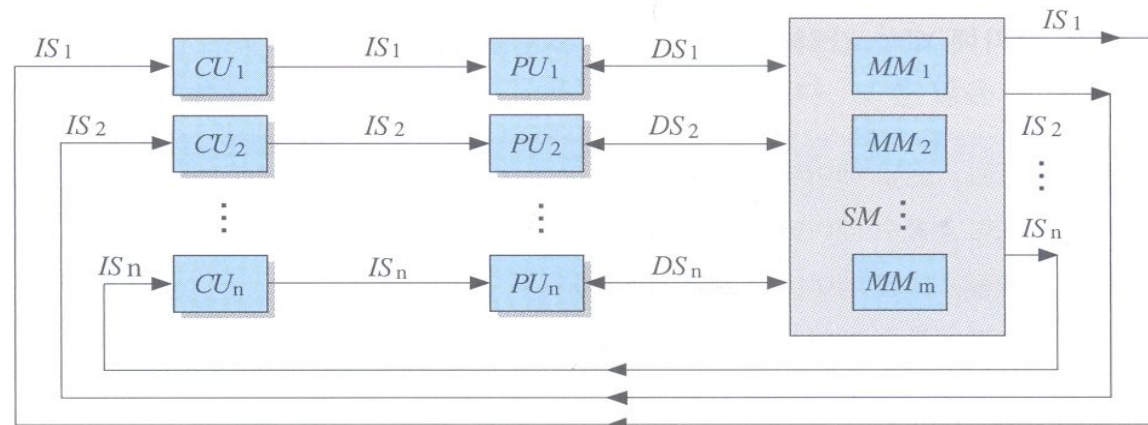 IS1 CU1 IS1 PU1 DS1 MM1 IS1
IS2 CU2 IS2 PU2 DS2 MM2 IS2
⋮ ⋮ SM ⋮ ⋮
ISn CUn ISn PUn DSn MMm ISn